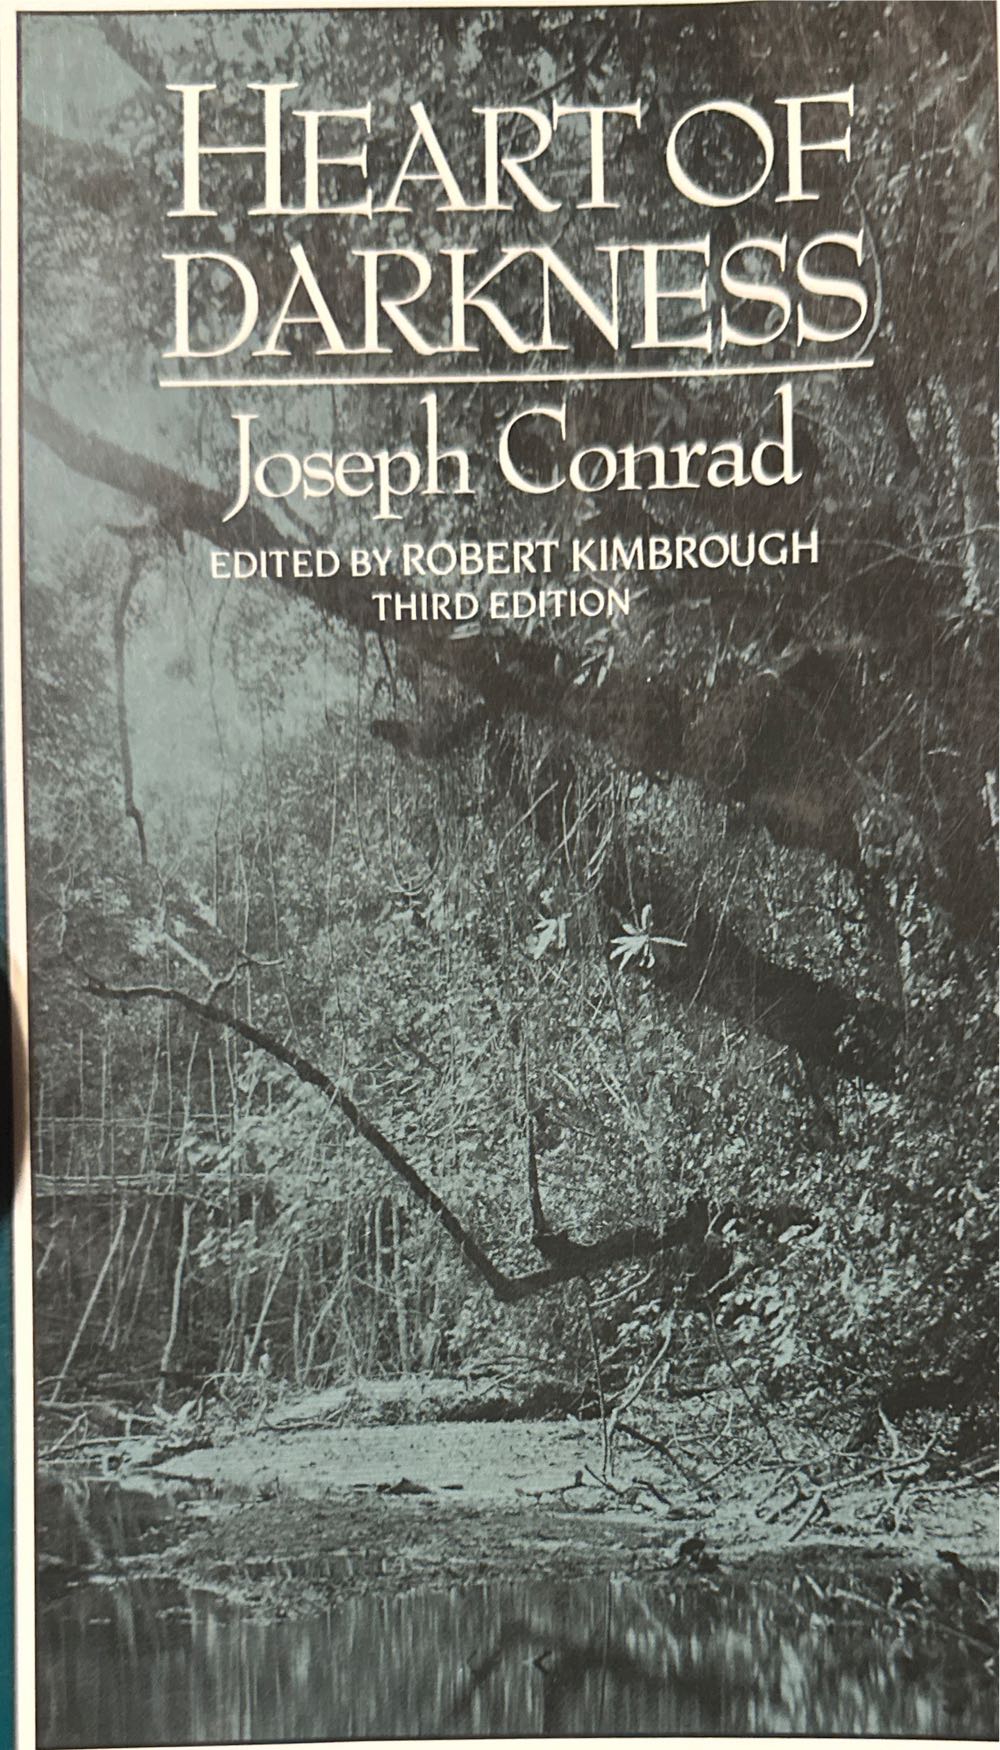 HEART OF
DARKNESS
Joseph Conrad
EDITED BY ROBERT KIMBROUGH
THIRD EDITION